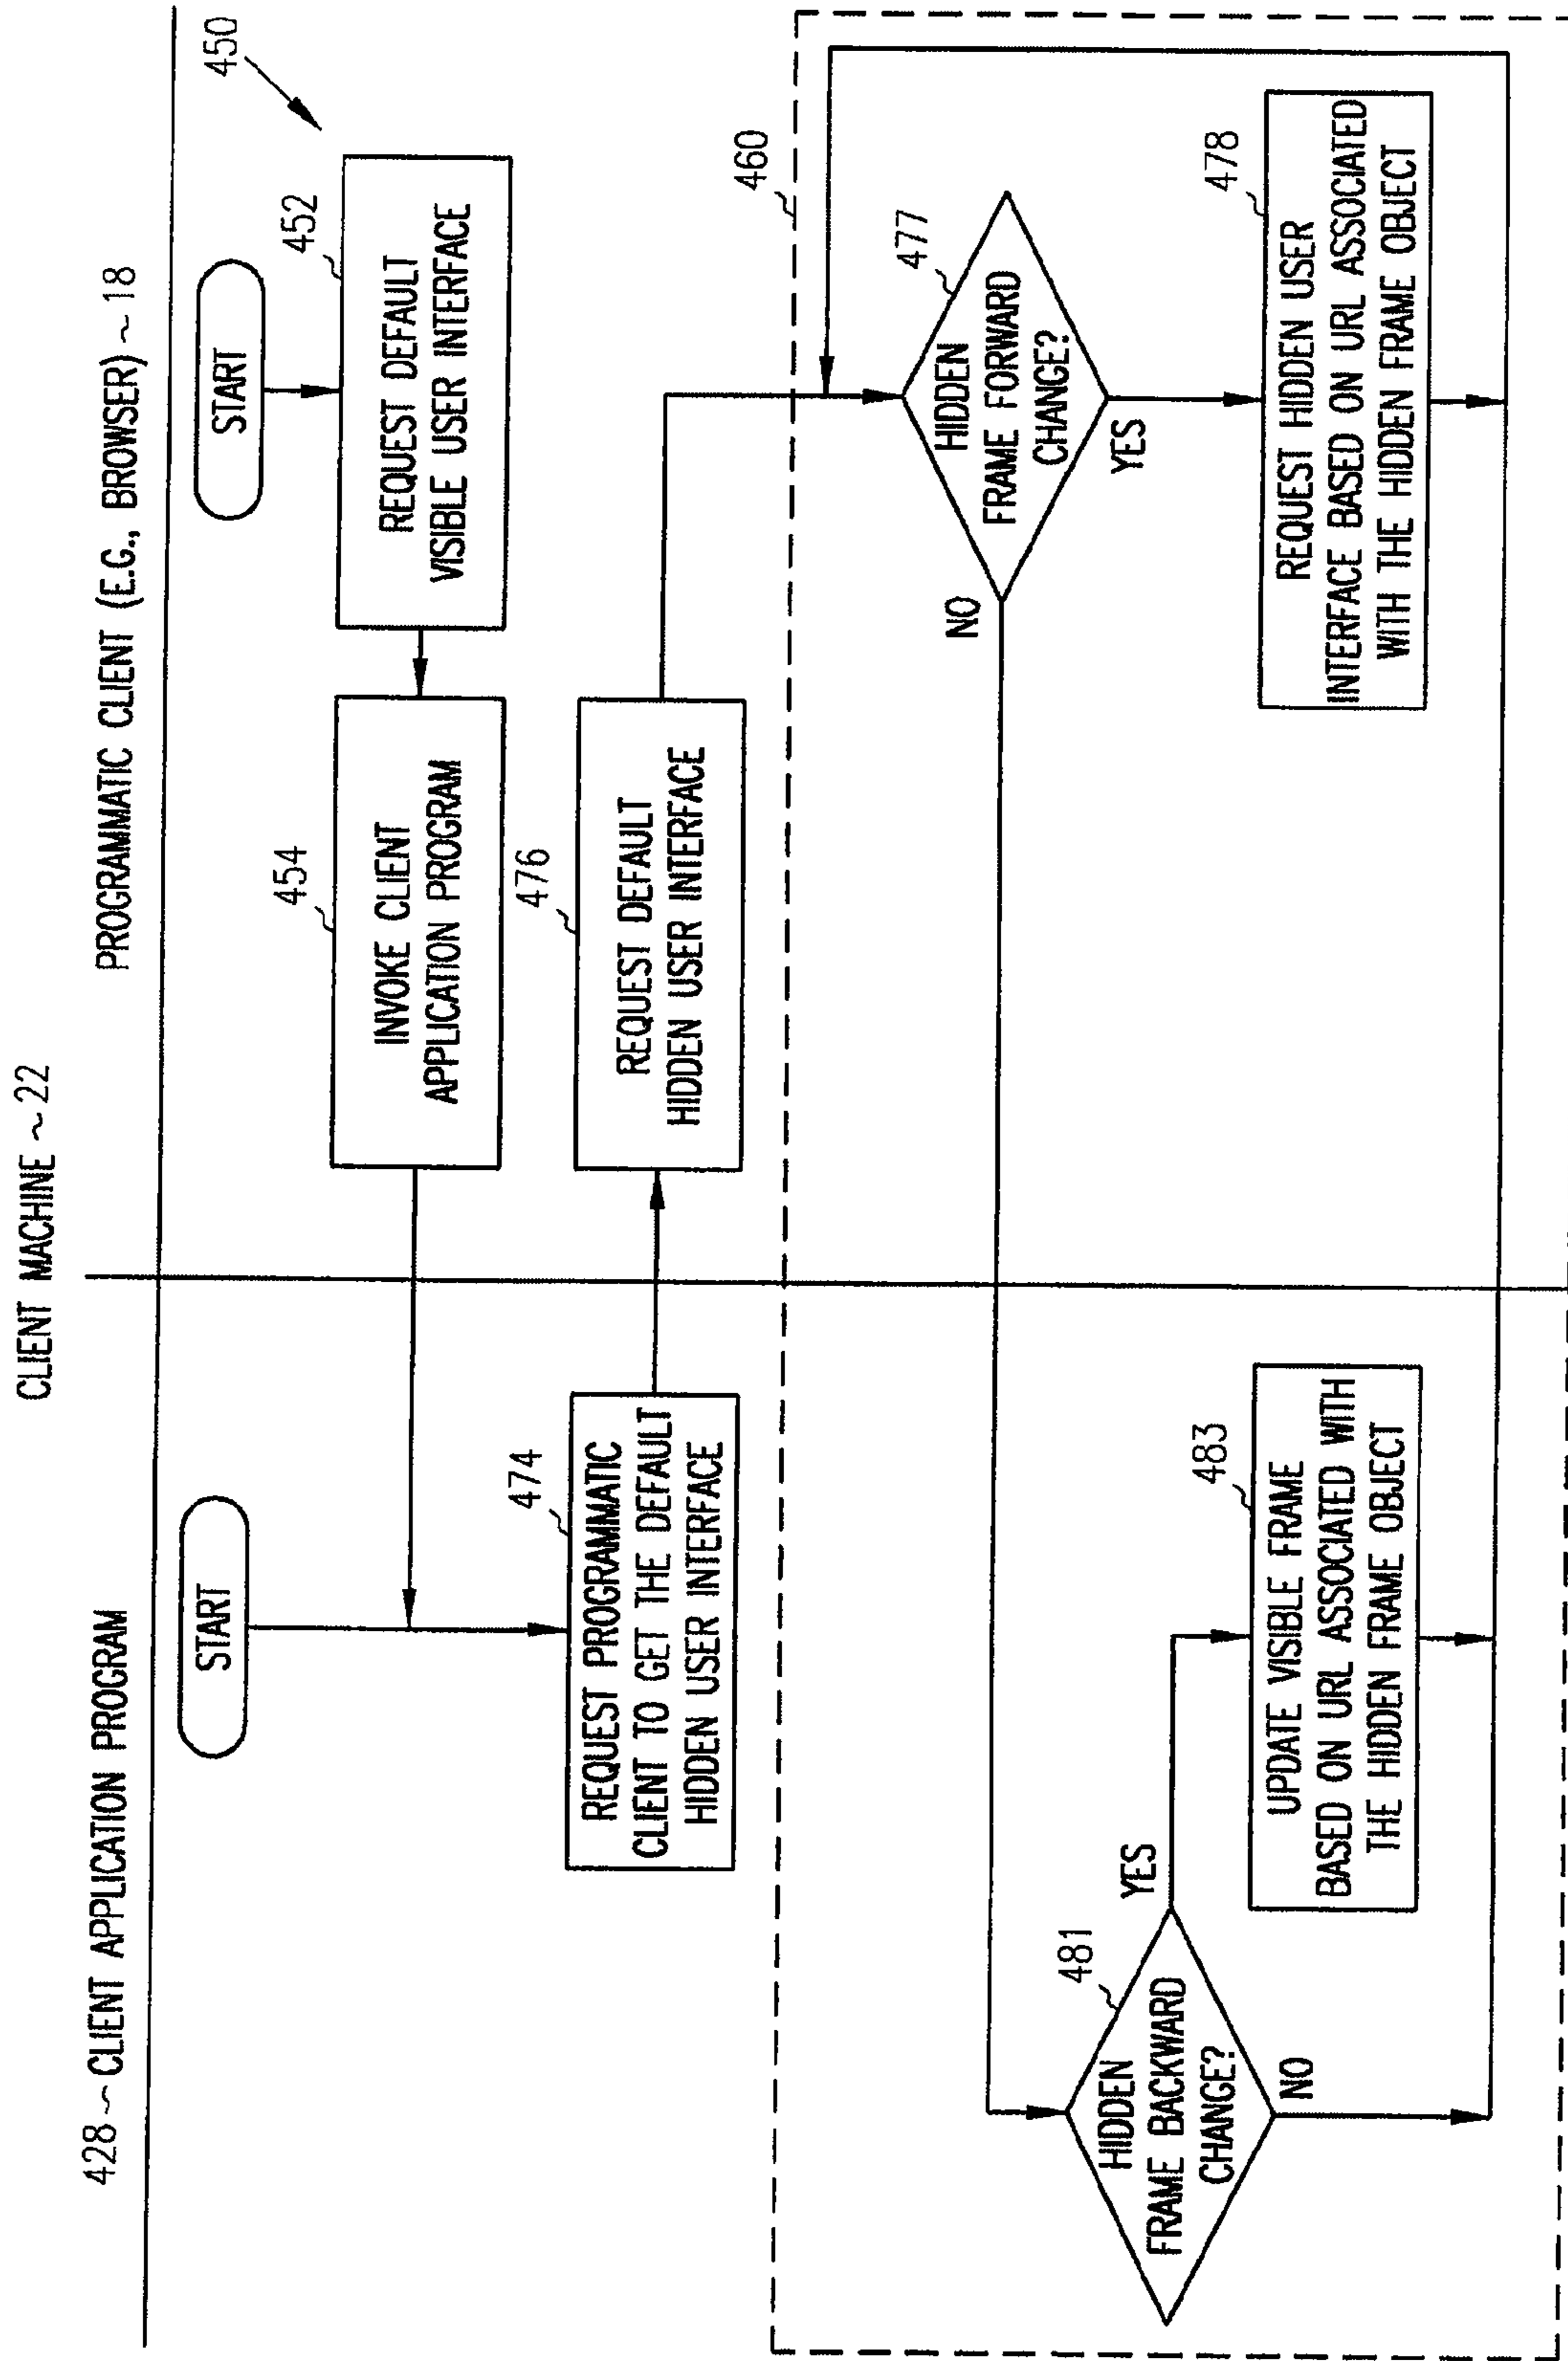 CLIENT MACHINE ~22
428 ~ CLIENT APPLICATION PROGRAM
PROGRAMMATIC CLIENT (E.G., BROWSER) ~18
450
START
START
452
REQUEST DEFAULT
VISIBLE USER INTERFACE
454
INVOKE CLIENT
APPLICATION PROGRAM
474
REQUEST PROGRAMMATIC
CLIENT TO GET THE DEFAULT
HIDDEN USER INTERFACE
476
REQUEST DEFAULT
HIDDEN USER INTERFACE
460
477
HIDDEN
FRAME FORWARD
CHANGE?
NO
YES
478
REQUEST HIDDEN USER
INTERFACE BASED ON URL ASSOCIATED
WITH THE HIDDEN FRAME OBJECT
481
HIDDEN
FRAME BACKWARD
CHANGE?
YES
NO
483
UPDATE VISIBLE FRAME
BASED ON URL ASSOCIATED WITH
THE HIDDEN FRAME OBJECT